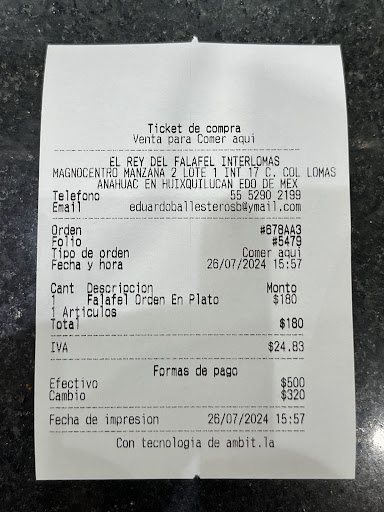 Ticket de compra
Venta para Comer aqui
EL REY DEL FALAFEL INTERLOMAS
MAGNOCENTRO MANZANA 2 LOTE 1 INT 17 C. COL LOMAS
ANAHUAC EN HUIXQUILUCAN EDO DE MEX
Telefono 55 5290 2199
Email eduardoballesterosb@ymail.com
Orden #678AA3
Folio #5479
Tipo de orden Comer aqui
Fecha y hora 26/07/2024 15:57
Cant Descripcion Monto
1 Falafel Orden En Plato $180
1 Articulos
Total $180
IVA $24.83
Formas de pago
Efectivo $500
Cambio $320
Fecha de impresion 26/07/2024 15:57
Con tecnologia de ambit.la